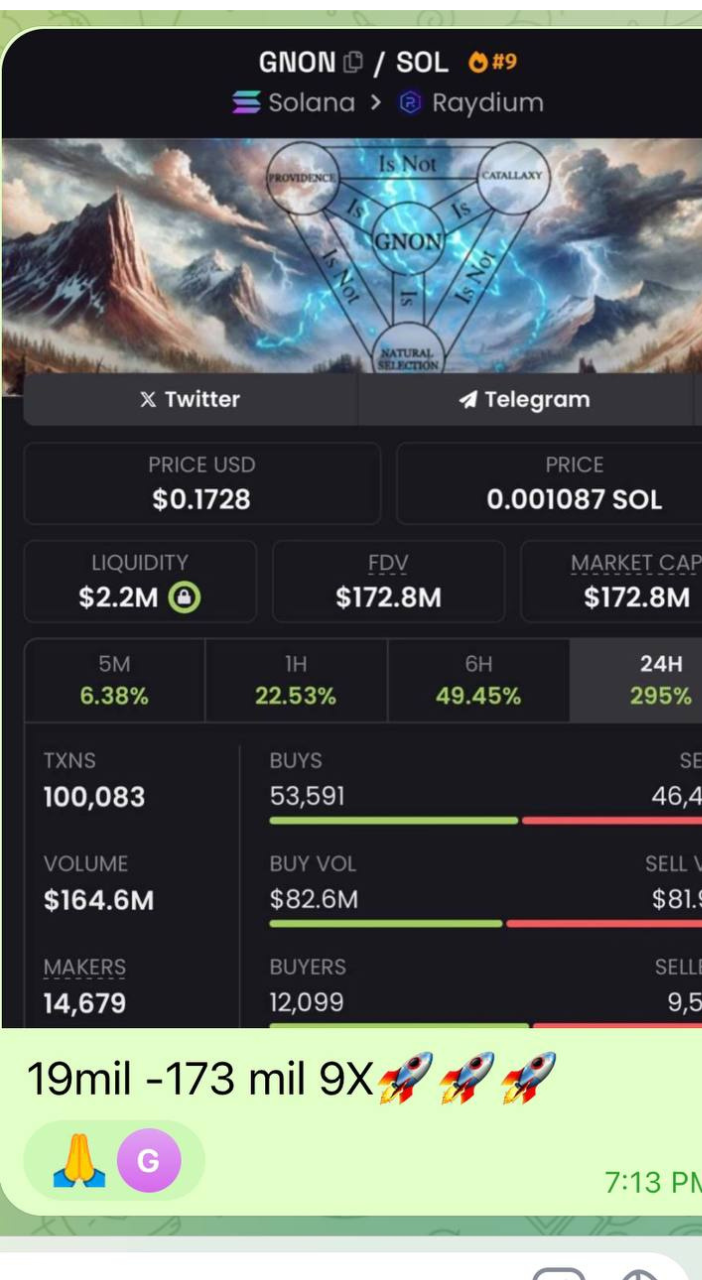 GNON / SOL #9
Solana > Raydium
Is Not
PROVIDENCE
CATALLAXY
Is
Is
GNON
Is Not
Is
Is Not
NATURAL
SELECTION
X Twitter
Telegram
PRICE USD
$0.1728
PRICE
0.001087 SOL
LIQUIDITY
$2.2M
FDV
$172.8M
MARKET CAP
$172.8M
5M
6.38%
1H
22.53%
6H
49.45%
24H
295%
TXNS
100,083
BUYS
53,591
SE
46,4
VOLUME
$164.6M
BUY VOL
$82.6M
SELL V
$81.9
MAKERS
14,679
BUYERS
12,099
SELLE
9,5
19mil -173 mil 9X🚀🚀🚀
🙏 G
7:13 PM